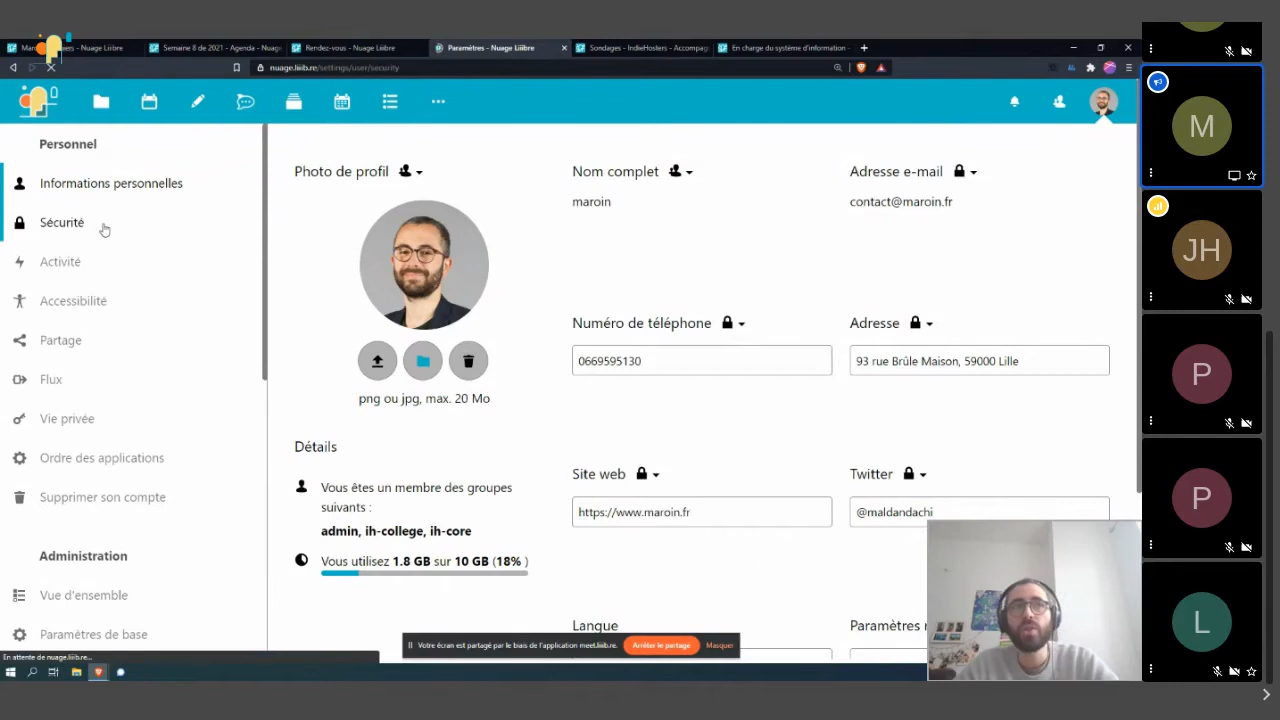 Semaine 8 de 2021 - Agenda - Nuag
Rendez-vous - Nuage Liiibre
Paramètres - Nuage Liiibre
Sondages - IndieHosters - Accompag
En charge du système d'information -
nuage.liiib.re/settings/user/security
Personnel
Informations personnelles
Sécurité
Activité
Accessibilité
Partage
Flux
Vie privée
Ordre des applications
Supprimer son compte
Administration
Vue d'ensemble
Paramètres de base
En attente de nuage.liiib.re...
Photo de profil
png ou jpg, max. 20 Mo
Détails
Vous êtes un membre des groupes
suivants :
admin, ih-college, ih-core
Vous utilisez 1.8 GB sur 10 GB (18% )
Nom complet
maroin
Adresse e-mail
contact@maroin.fr
Numéro de téléphone
0669595130
Adresse
93 rue Brûle Maison, 59000 Lille
Site web
https://www.maroin.fr
Twitter
@maldandachi
Langue
Paramètres
Votre écran est partagé par le biais de l'application meet.liiib.re.
Arrêter le partage
Masquer
M
JH
P
P
L